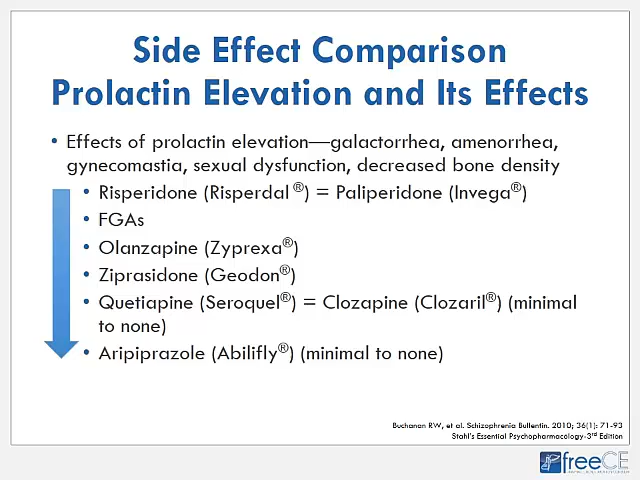 Side Effect Comparison
Prolactin Elevation and Its Effects
• Effects of prolactin elevation—galactorrhea, amenorrhea,
gynecomastia, sexual dysfunction, decreased bone density
• Risperidone (Risperdal ®) = Paliperidone (Invega®)
• FGAs
• Olanzapine (Zyprexa®)
• Ziprasidone (Geodon®)
• Quetiapine (Seroquel®) = Clozapine (Clozaril®) (minimal
to none)
• Aripiprazole (Abilifly®) (minimal to none)
Buchanan RW, et al. Schizophrenia Bullentin. 2010; 36(1): 71-93
Stahl's Essential Psychopharmacology-3rd Edition
freeCE